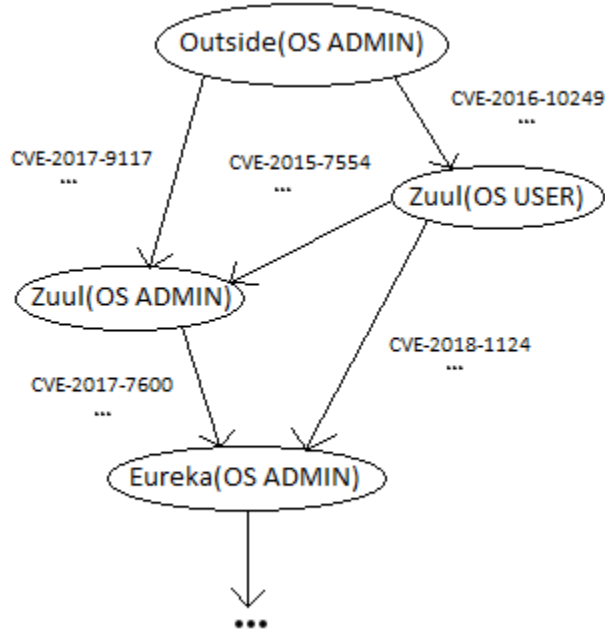 Outside(OS ADMIN)
CVE-2016-10249
...
CVE-2017-9117
...
CVE-2015-7554
...
Zuul(OS USER)
Zuul(OS ADMIN)
CVE-2018-1124
...
CVE-2017-7600
...
Eureka(OS ADMIN)
...